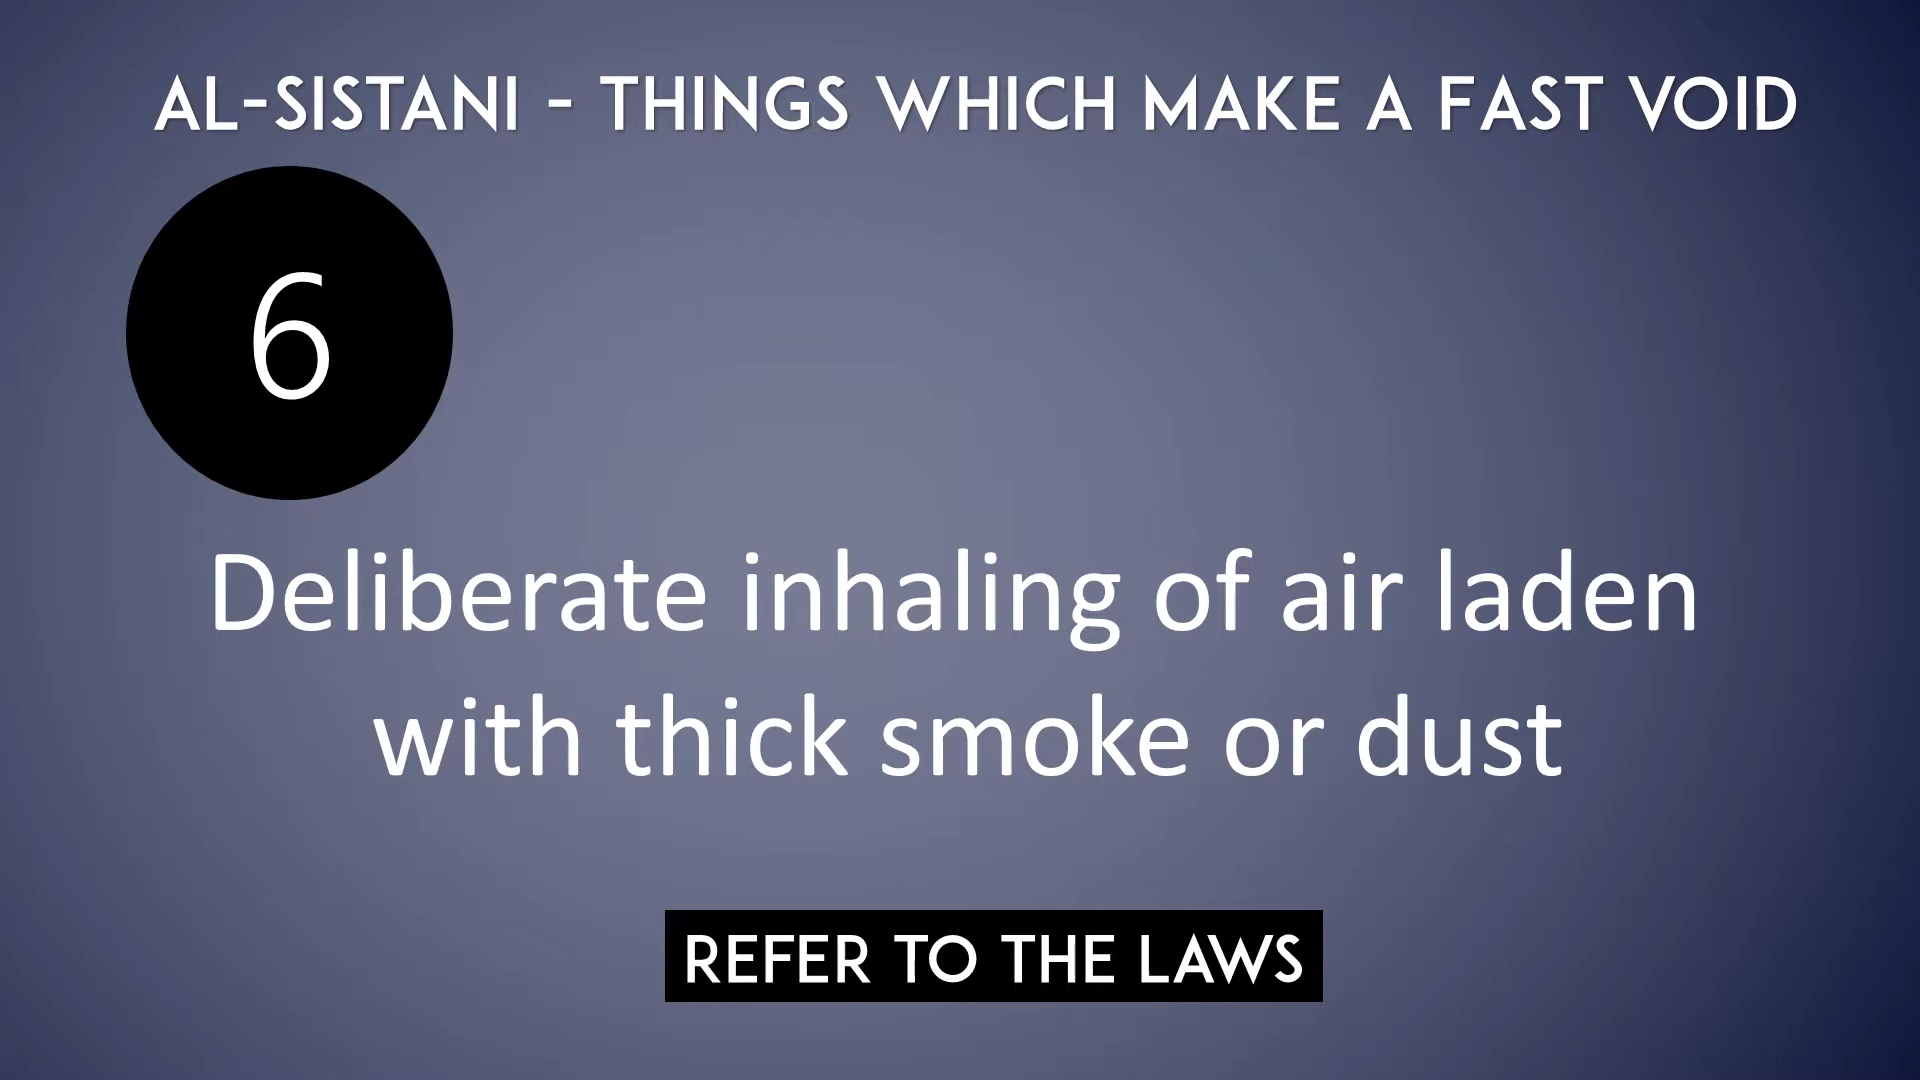 AL-SISTANI - THINGS WHICH MAKE A FAST VOID
6
Deliberate inhaling of air laden
with thick smoke or dust
REFER TO THE LAWS